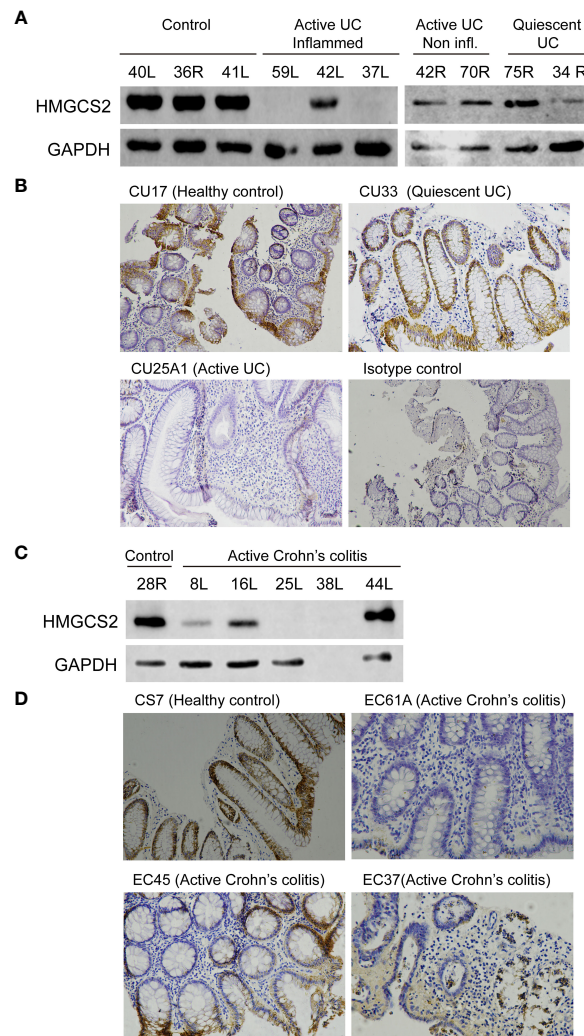 A
Control
Active UC
Inflammed
Active UC
Non infl.
Quiescent
UC
40L 36R 41L 59L 42L 37L 42R 70R 75R 34 R
HMGCS2
GAPDH
B
CU17 (Healthy control) CU33 (Quiescent UC)
CU25A1 (Active UC) Isotype control
C
Control Active Crohn's colitis
28R 8L 16L 25L 38L 44L
HMGCS2
GAPDH
D
CS7 (Healthy control) EC61A (Active Crohn's colitis)
EC45 (Active Crohn's colitis) EC37(Active Crohn's colitis)